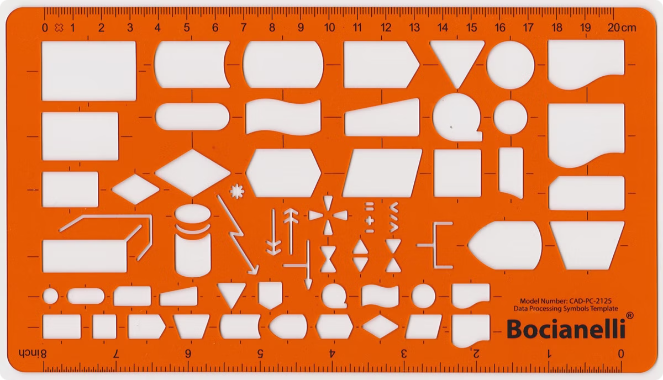 0 1 2 3 4 5 6 7 8 9 10 11 12 13 14 15 16 17 18 19 20 cm
Model Number: CAD-PC-2125
Data Processing Symbols Template
Bocianelli®
8inch 7 6 5 4 3 2 1 0